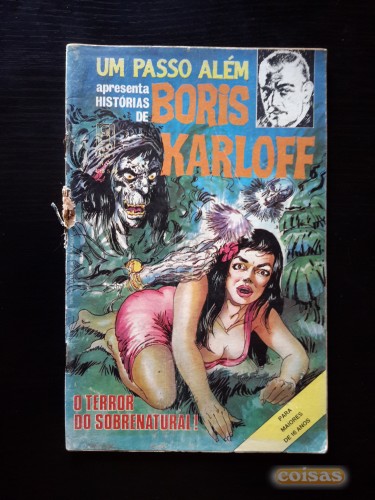 UM PASSO ALÉM
apresenta
HISTÓRIAS
DE
BORIS
KARLOFF
O TERROR
DO SOBRENATURAL!
PARA
MAIORES
DE 16 ANOS
coisas